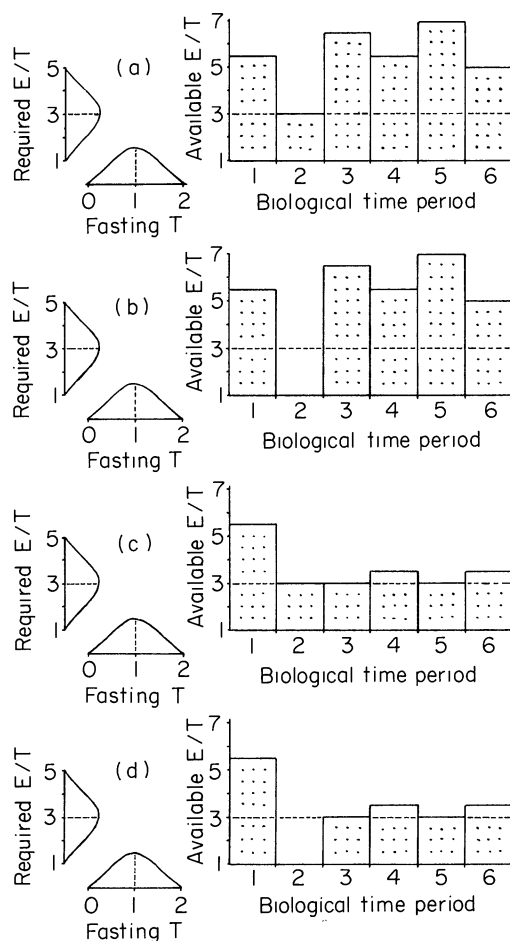 (a)
Required E/T
5
3
1
0 1 2
Fasting T
Available E/T
7
5
3
1
1 2 3 4 5 6
Biological time period
(b)
Required E/T
5
3
1
0 1 2
Fasting T
Available E/T
7
5
3
1
1 2 3 4 5 6
Biological time period
(c)
Required E/T
5
3
1
0 1 2
Fasting T
Available E/T
7
5
3
1
1 2 3 4 5 6
Biological time period
(d)
Required E/T
5
3
1
0 1 2
Fasting T
Available E/T
7
5
3
1
1 2 3 4 5 6
Biological time period